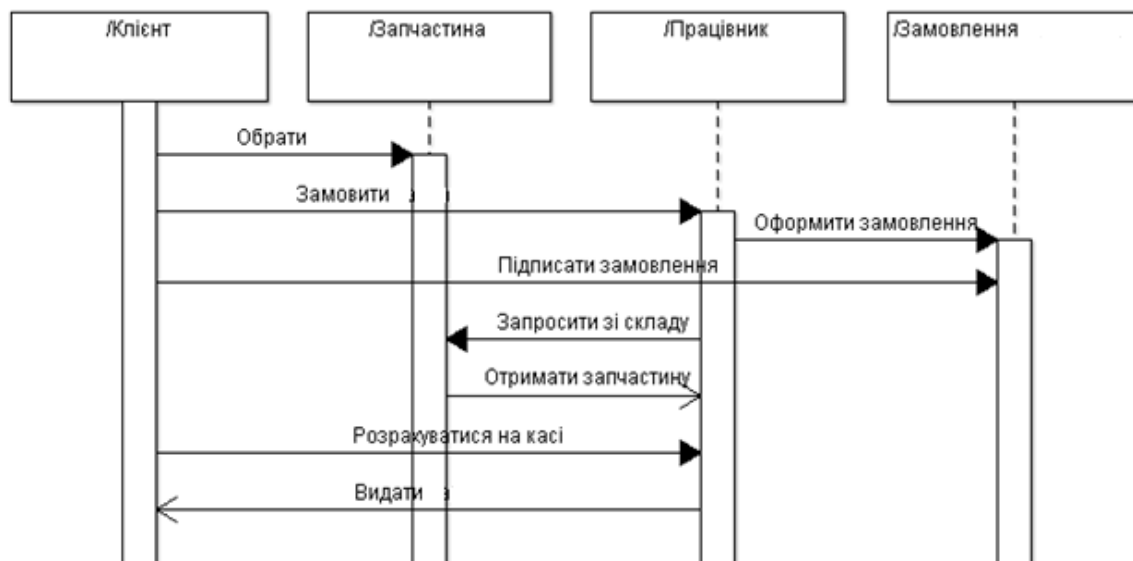 /Клієнт
/Запчастина
/Працівник
/Замовлення
Обрати
Замовити
Оформити замовлення
Підписати замовлення
Запросити зі складу
Отримати запчастину
Розрахуватися на касі
Видати